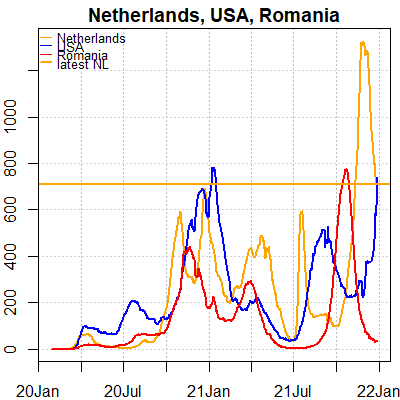 Netherlands, USA, Romania
Netherlands
USA
Romania
latest NL
1000
800
600
400
200
0
20Jan 20Jul 21Jan 21Jul 22Jan